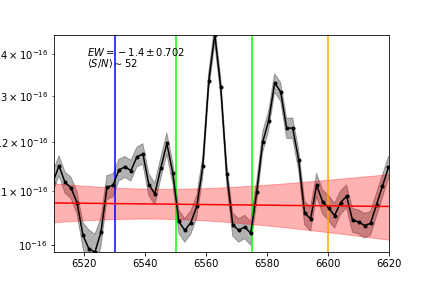 EW = −1.4 ± 0.702
⟨S/N⟩ ∼ 52
.4 × 10⁻¹⁶
.3 × 10⁻¹⁶
.2 × 10⁻¹⁶
.1 × 10⁻¹⁶
10⁻¹⁶
6520 6540 6560 6580 6600 6620